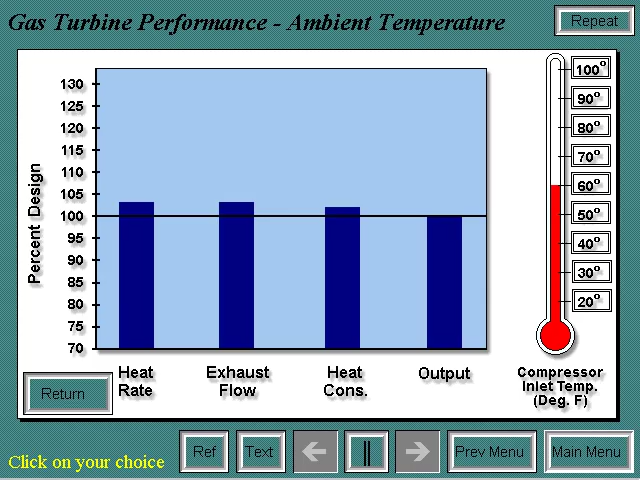 Gas Turbine Performance - Ambient Temperature
Repeat
Percent Design
130
125
120
115
110
105
100
95
90
85
80
75
70
Heat Rate
Exhaust Flow
Heat Cons.
Output
100°
90°
80°
70°
60°
50°
40°
30°
20°
Compressor
Inlet Temp.
(Deg. F)
Return
Click on your choice
Ref
Text
Prev Menu
Main Menu